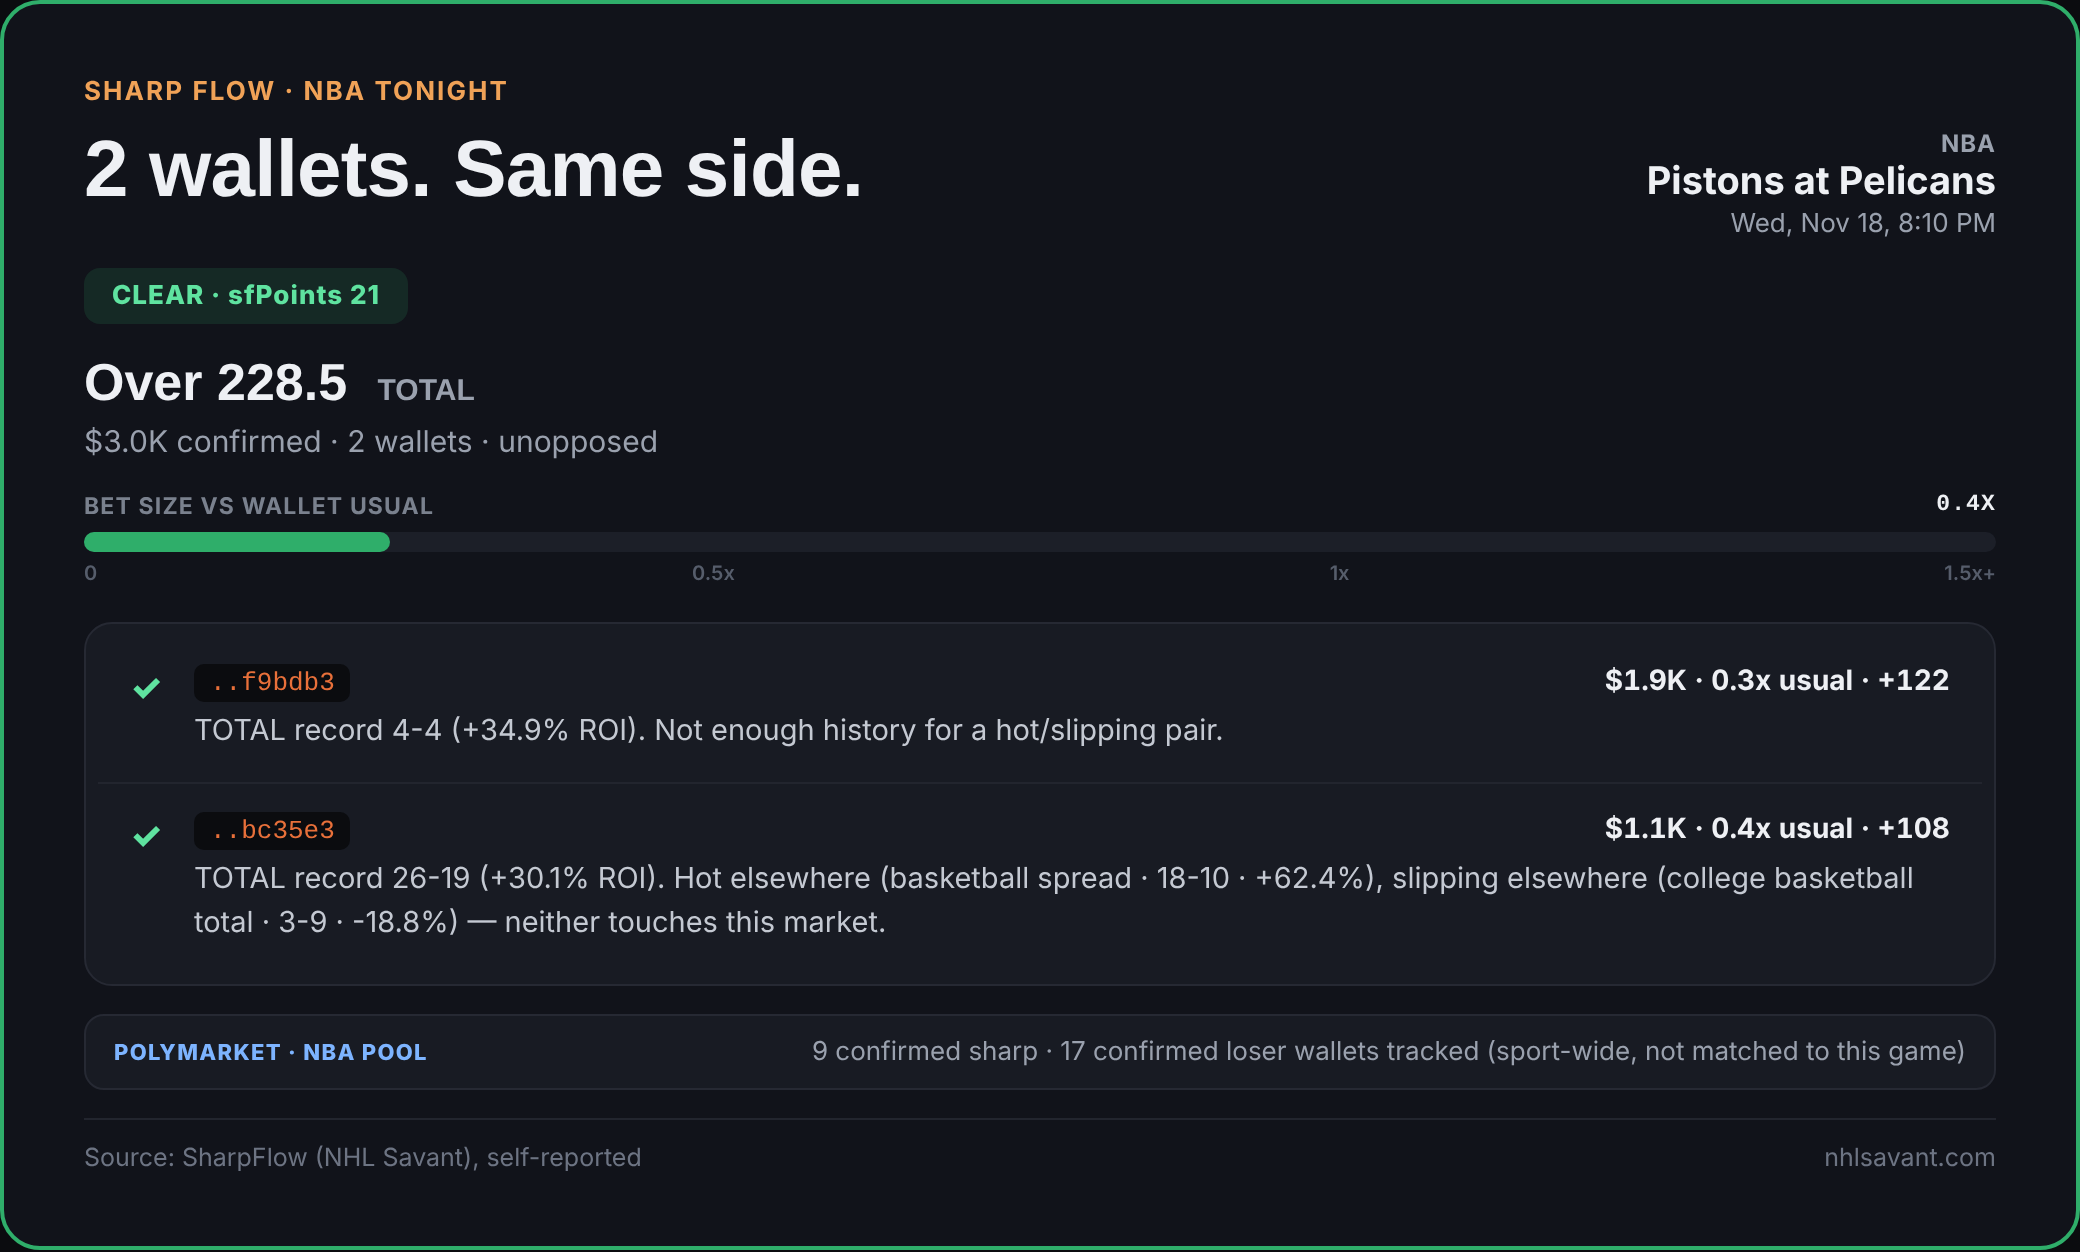 SHARP FLOW · NBA TONIGHT
2 wallets. Same side.
NBA
Pistons at Pelicans
Wed, Nov 18, 8:10 PM
CLEAR · sfPoints 21
Over 228.5 TOTAL
$3.0K confirmed · 2 wallets · unopposed
BET SIZE VS WALLET USUAL 0.4X
0 0.5x 1x 1.5x+
..f9bdb3 $1.9K · 0.3x usual · +122
TOTAL record 4-4 (+34.9% ROI). Not enough history for a hot/slipping pair.
..bc35e3 $1.1K · 0.4x usual · +108
TOTAL record 26-19 (+30.1% ROI). Hot elsewhere (basketball spread · 18-10 · +62.4%), slipping elsewhere (college basketball
total · 3-9 · -18.8%) — neither touches this market.
POLYMARKET · NBA POOL 9 confirmed sharp · 17 confirmed loser wallets tracked (sport-wide, not matched to this game)
Source: SharpFlow (NHL Savant), self-reported nhlsavant.com